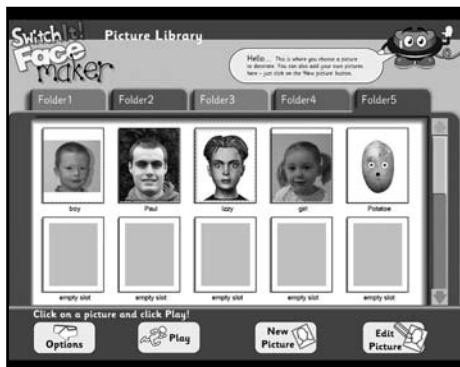 Switch It!
Picture Library
Face
maker
Hello... This is where you choose a picture
to decorate. You can also add your own pictures
here - just click on the 'New picture' button.
Folder1 Folder2 Folder3 Folder4 Folder5
boy Paul Izzy girl Potatoe
empty slot empty slot empty slot empty slot empty slot
Click on a picture and click Play!
Options
Play
New
Picture
Edit
Picture